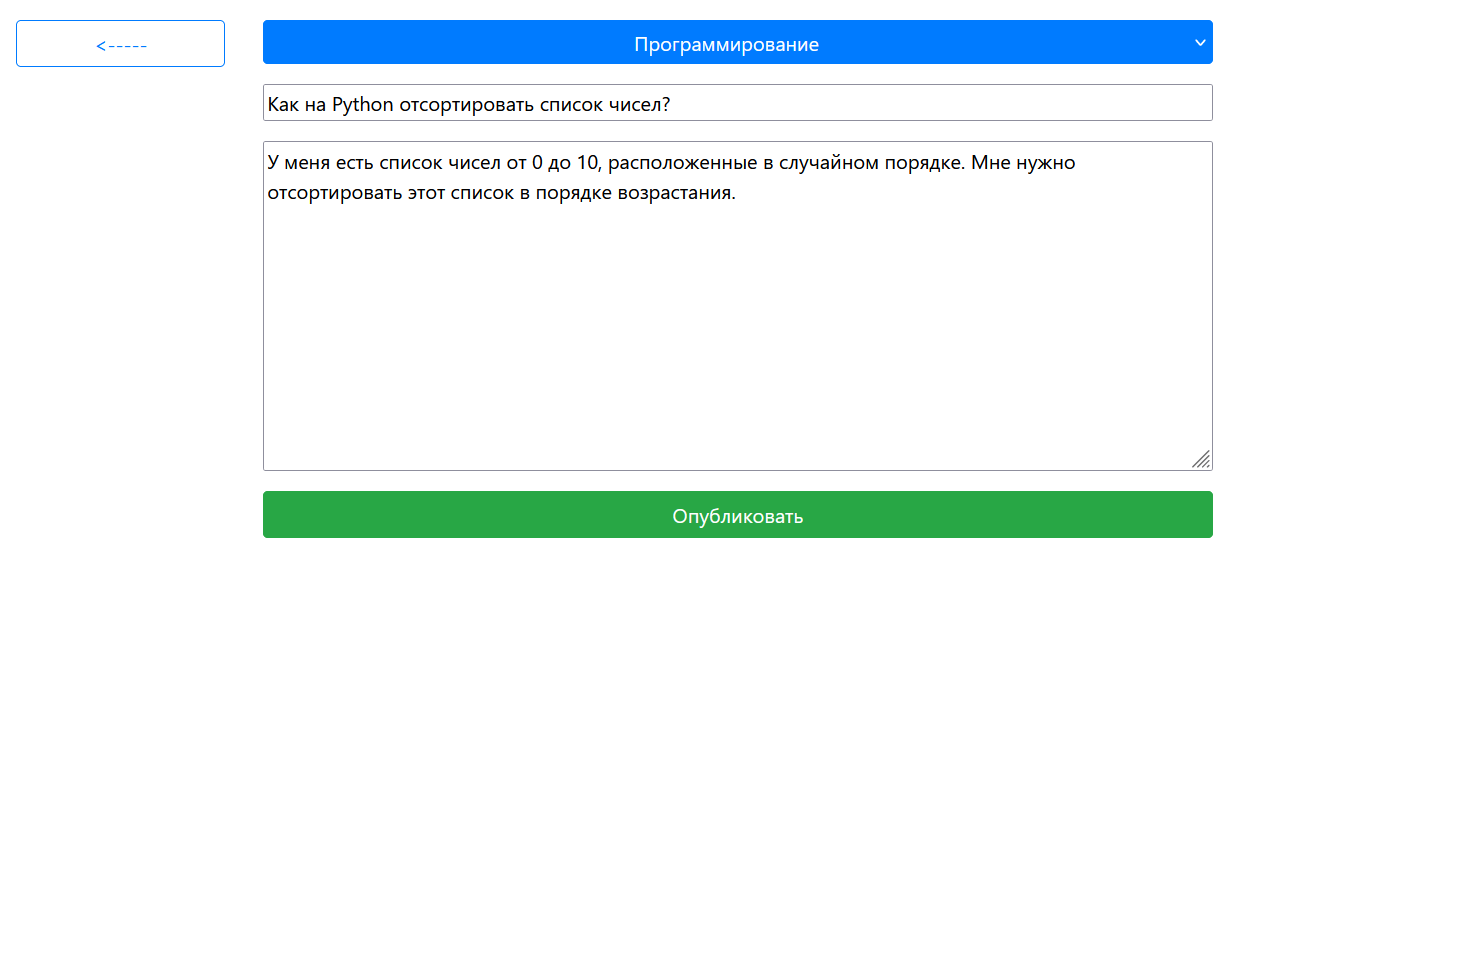 <-----
Программирование
Как на Python отсортировать список чисел?
У меня есть список чисел от 0 до 10, расположенные в случайном порядке. Мне нужно
отсортировать этот список в порядке возрастания.
Опубликовать